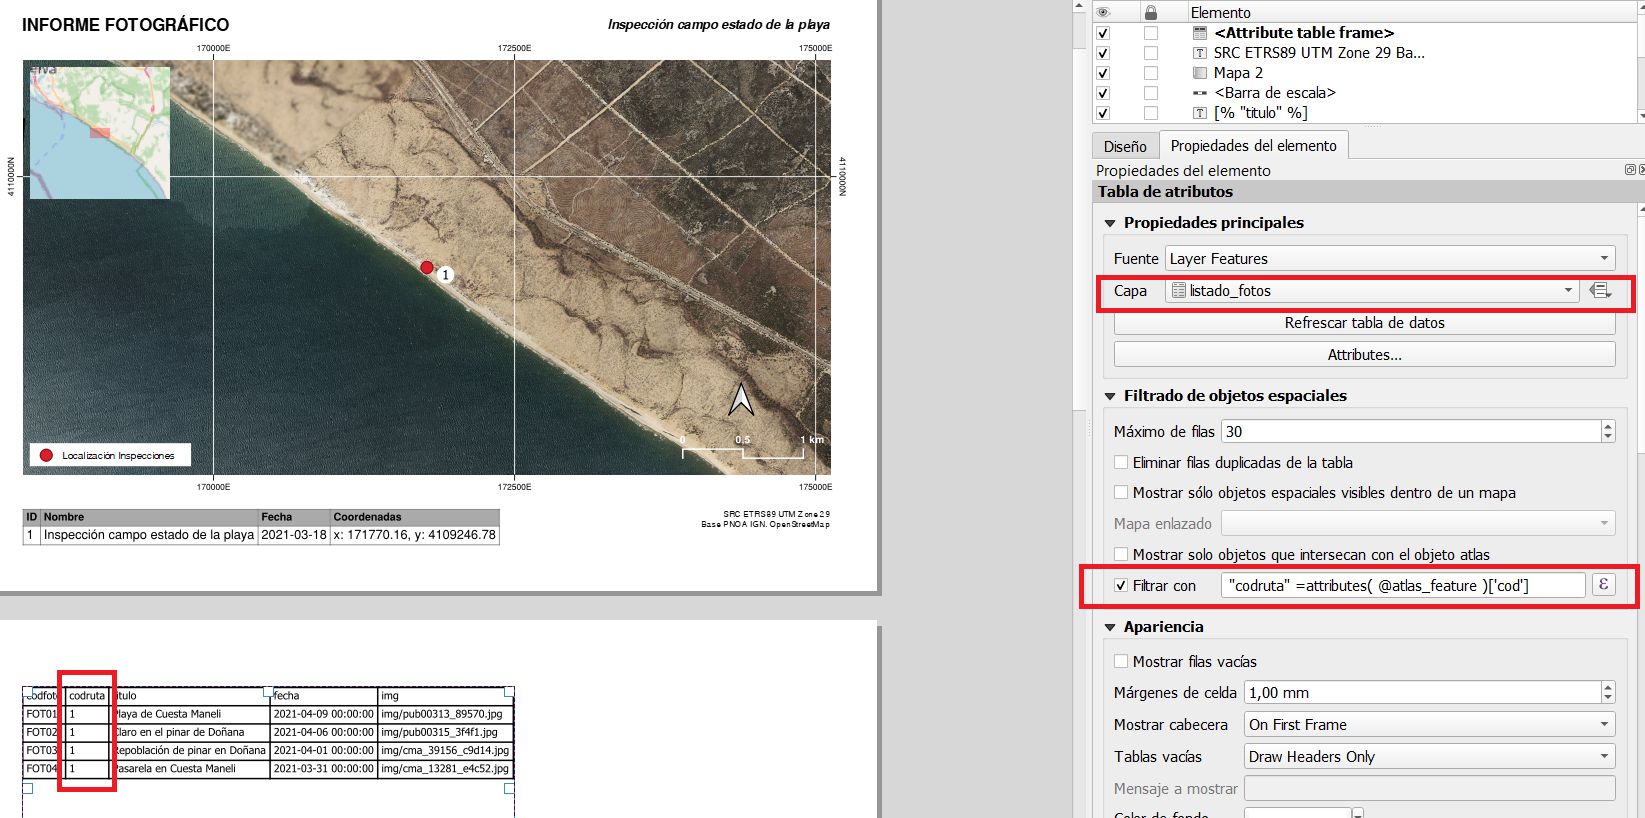 INFORME FOTOGRÁFICO
Inspección campo estado de la playa
170000E 172500E 175000E
4110000N
4110000N
1
0 0.5 1 km
Localización Inspecciones
170000E 172500E 175000E
ID Nombre Fecha Coordenadas
1 Inspección campo estado de la playa 2021-03-18 x: 171770.16, y: 4109246.78
SRC ETRS89 UTM Zone 29
Base PNOA IGN. OpenStreetMap
codfoto codruta titulo fecha img
FOT01 1 Playa de Cuesta Maneli 2021-04-09 00:00:00 img/pub00313_89570.jpg
FOT02 1 Claro en el pinar de Doñana 2021-04-06 00:00:00 img/pub00315_3f4f1.jpg
FOT03 1 Repoblación de pinar en Doñana 2021-04-01 00:00:00 img/cma_39156_c9d14.jpg
FOT04 1 Pasarela en Cuesta Maneli 2021-03-31 00:00:00 img/cma_13281_e4c52.jpg
Elemento
<Attribute table frame>
SRC ETRS89 UTM Zone 29 Ba...
Mapa 2
<Barra de escala>
[% "titulo" %]
Diseño Propiedades del elemento
Propiedades del elemento
Tabla de atributos
Propiedades principales
Fuente Layer Features
Capa listado_fotos
Refrescar tabla de datos
Attributes...
Filtrado de objetos espaciales
Máximo de filas 30
Eliminar filas duplicadas de la tabla
Mostrar sólo objetos espaciales visibles dentro de un mapa
Mapa enlazado
Mostrar solo objetos que intersecan con el objeto atlas
Filtrar con "codruta" =attributes( @atlas_feature )['cod'] ε
Apariencia
Mostrar filas vacías
Márgenes de celda 1,00 mm
Mostrar cabecera On First Frame
Tablas vacías Draw Headers Only
Mensaje a mostrar
Color de fondo